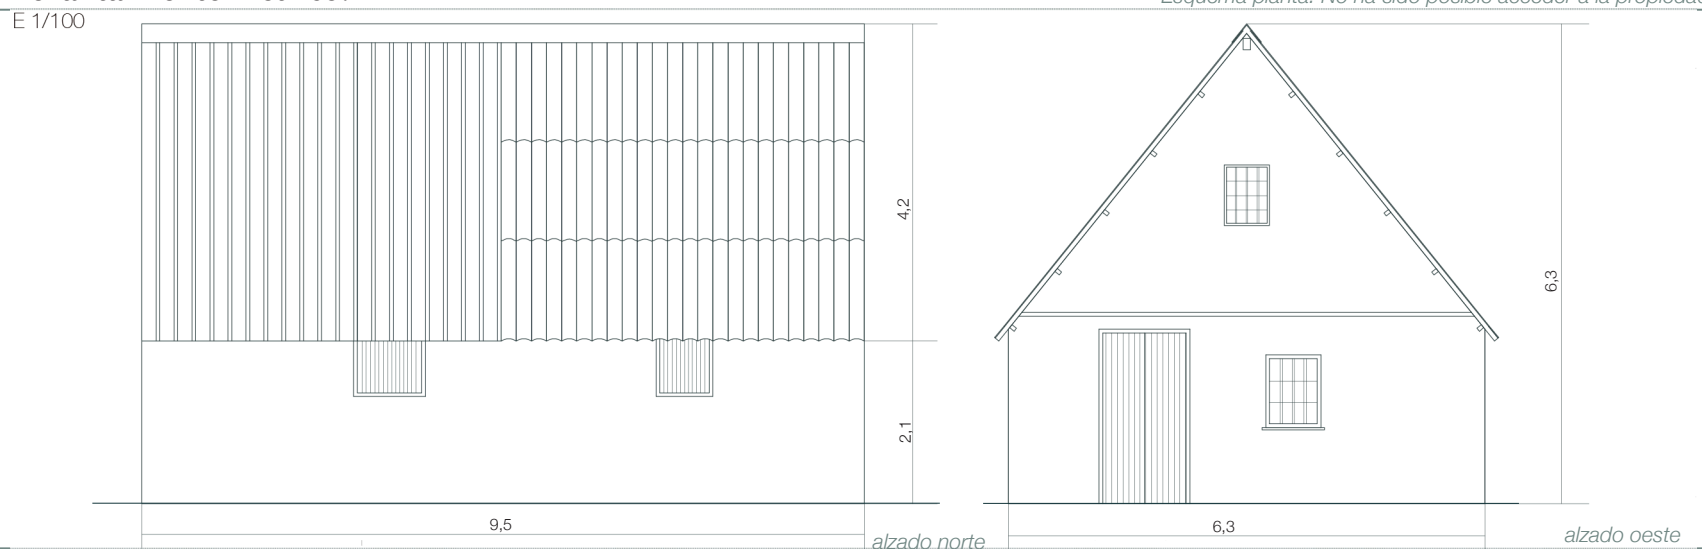 Esquema planta. No ha sido posible acceder a la propiedad
E 1/100
4,2
2,1
9,5
alzado norte
6,3
6,3
alzado oeste